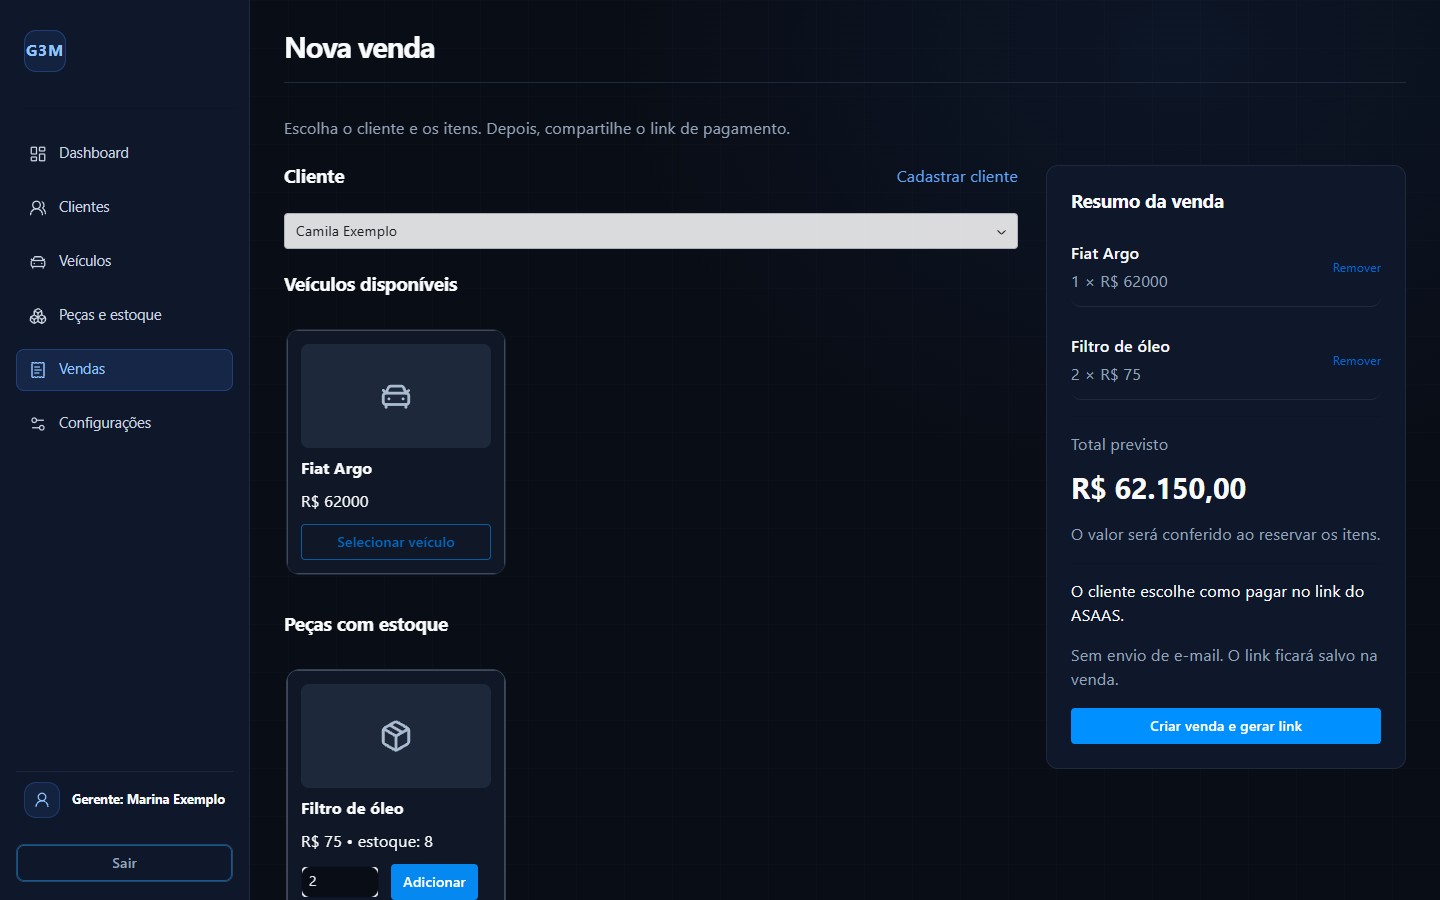 G3M
Dashboard
Clientes
Veículos
Peças e estoque
Vendas
Configurações
Gerente: Marina Exemplo
Sair
Nova venda
Escolha o cliente e os itens. Depois, compartilhe o link de pagamento.
Cliente
Cadastrar cliente
Camila Exemplo
Veículos disponíveis
Fiat Argo
R$ 62000
Selecionar veículo
Peças com estoque
Filtro de óleo
R$ 75 • estoque: 8
2
Adicionar
Resumo da venda
Fiat Argo
1 × R$ 62000
Remover
Filtro de óleo
2 × R$ 75
Remover
Total previsto
R$ 62.150,00
O valor será conferido ao reservar os itens.
O cliente escolhe como pagar no link do
ASAAS.
Sem envio de e-mail. O link ficará salvo na
venda.
Criar venda e gerar link